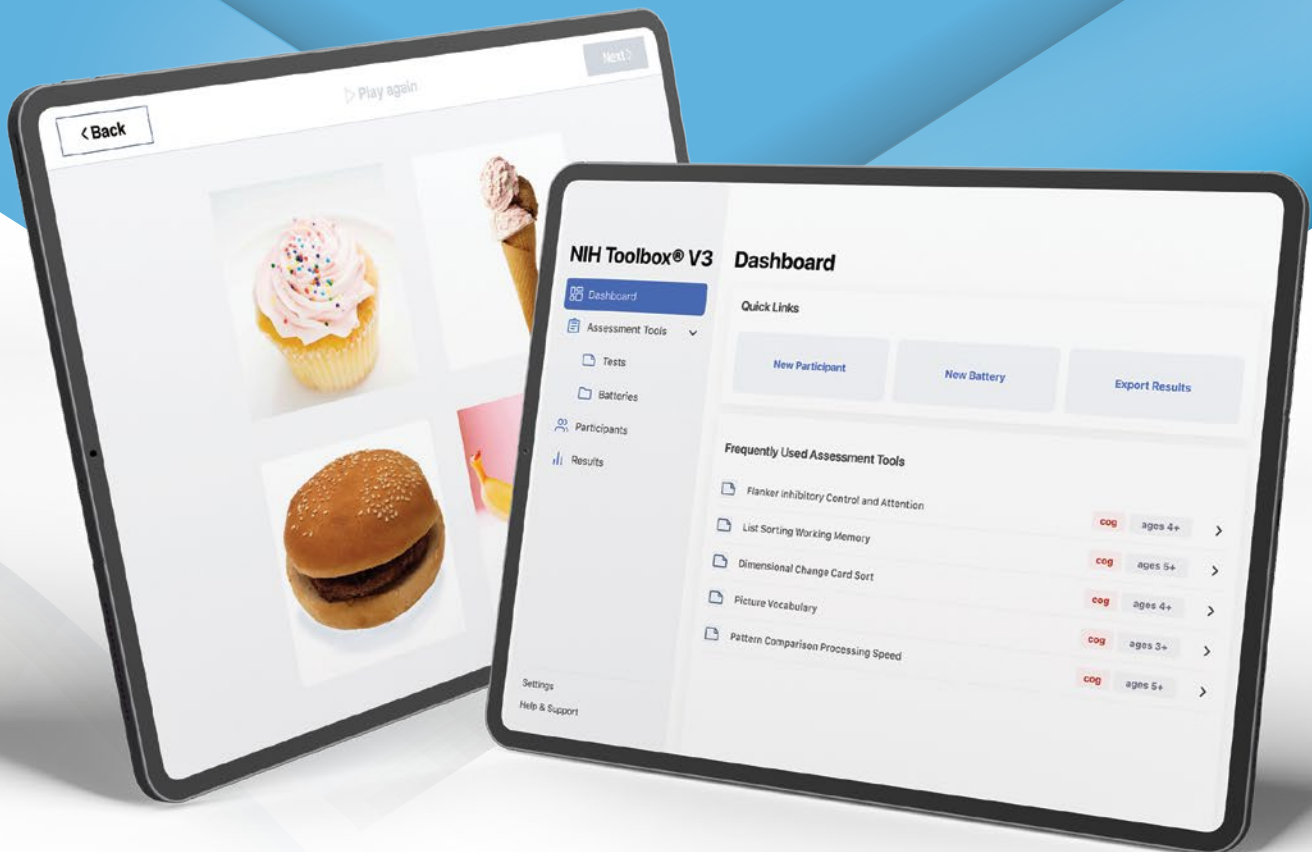 < Back
Play again
Next >
NIH Toolbox® V3
Dashboard
Assessment Tools
Tests
Batteries
Participants
Results
Settings
Help & Support
Dashboard
Quick Links
New Participant
New Battery
Export Results
Frequently Used Assessment Tools
Flanker Inhibitory Control and Attention
cog ages 4+
List Sorting Working Memory
cog ages 5+
Dimensional Change Card Sort
cog ages 4+
Picture Vocabulary
cog ages 3+
Pattern Comparison Processing Speed
cog ages 5+